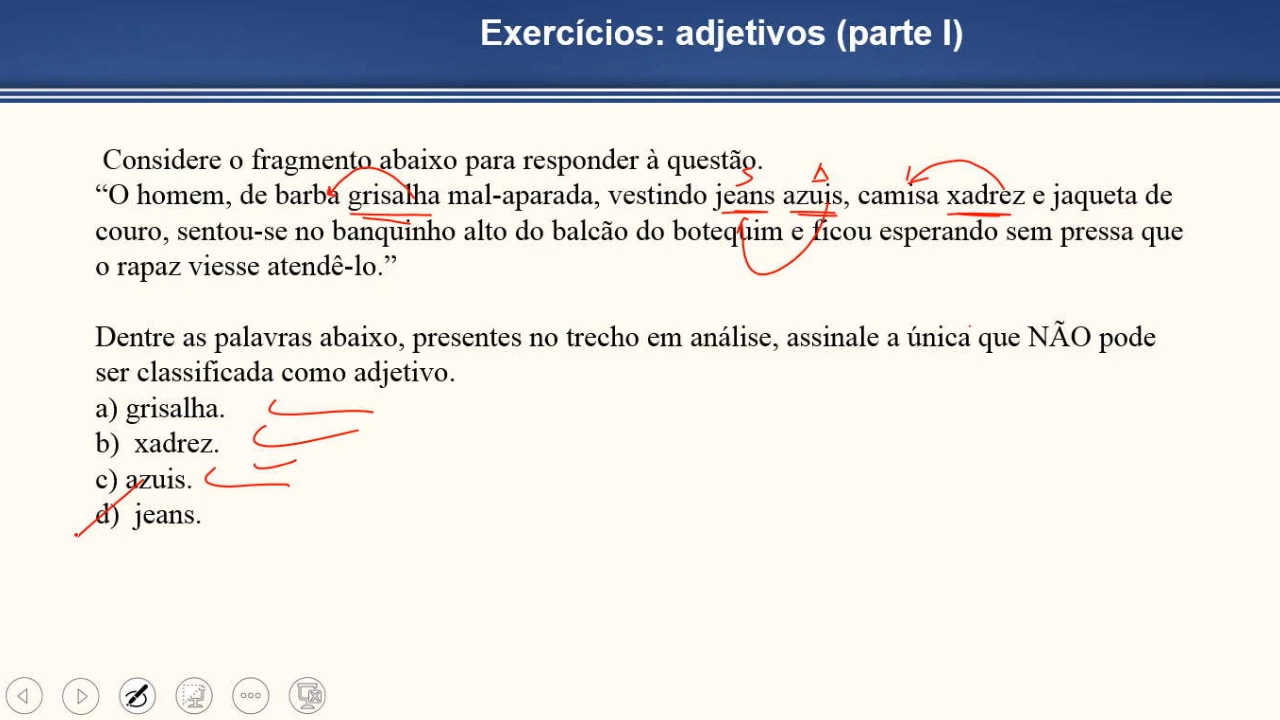 Exercícios: adjetivos (parte I)
Considere o fragmento abaixo para responder à questão.
S A
“O homem, de barba grisalha mal-aparada, vestindo jeans azuis, camisa xadrez e jaqueta de
couro, sentou-se no banquinho alto do balcão do botequim e ficou esperando sem pressa que
o rapaz viesse atendê-lo.”
Dentre as palavras abaixo, presentes no trecho em análise, assinale a única que NÃO pode
ser classificada como adjetivo.
a) grisalha.
b) xadrez.
c) azuis.
d) jeans.